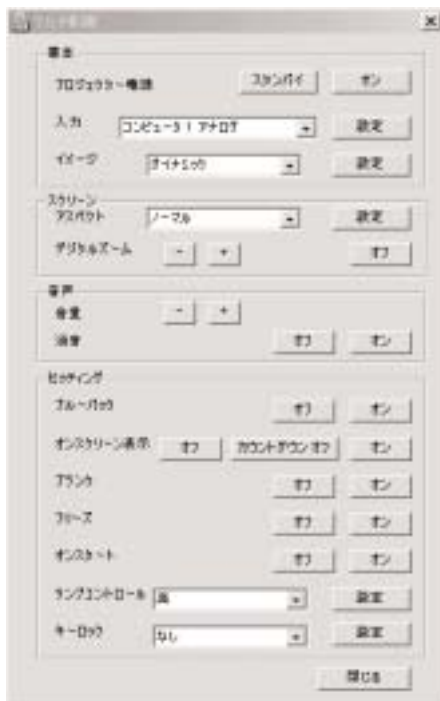 プロジェクター電源 スタンバイ オン
入力 コンピュータ 1 アナログ 設定
イメージ ダイナミック 設定
スクリーン
アスペクト ノーマル 設定
デジタルズーム - + オフ
音声
音量 - +
消音 オフ オン
セッティング
ブルーバック オフ オン
オンスクリーン表示 オフ カウントダウン オフ オン
ブランク オフ オン
フリーズ オフ オン
オンスタート オフ オン
ランプコントロール 高 設定
キーロック なし 設定
閉じる